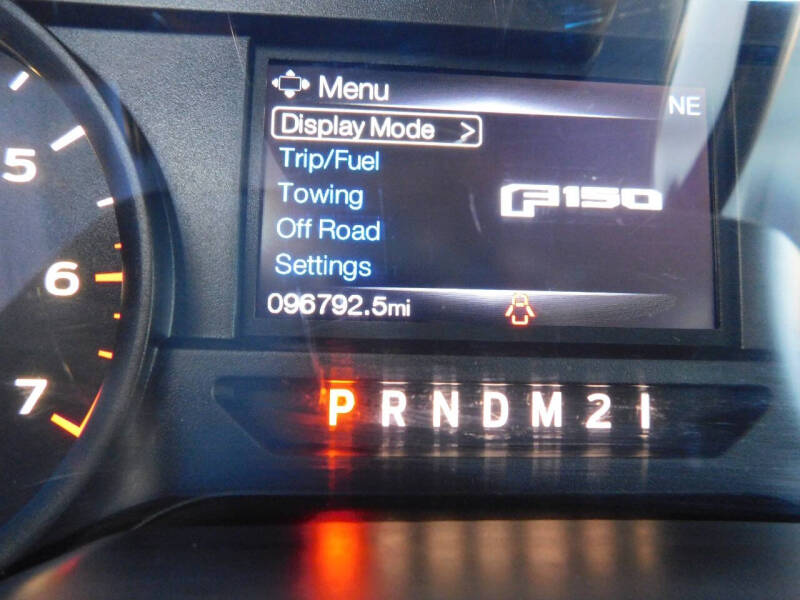 Menu
NE
Display Mode >
Trip/Fuel
Towing
F150
Off Road
Settings
096792.5mi
5
6
7
P R N D M 2 1